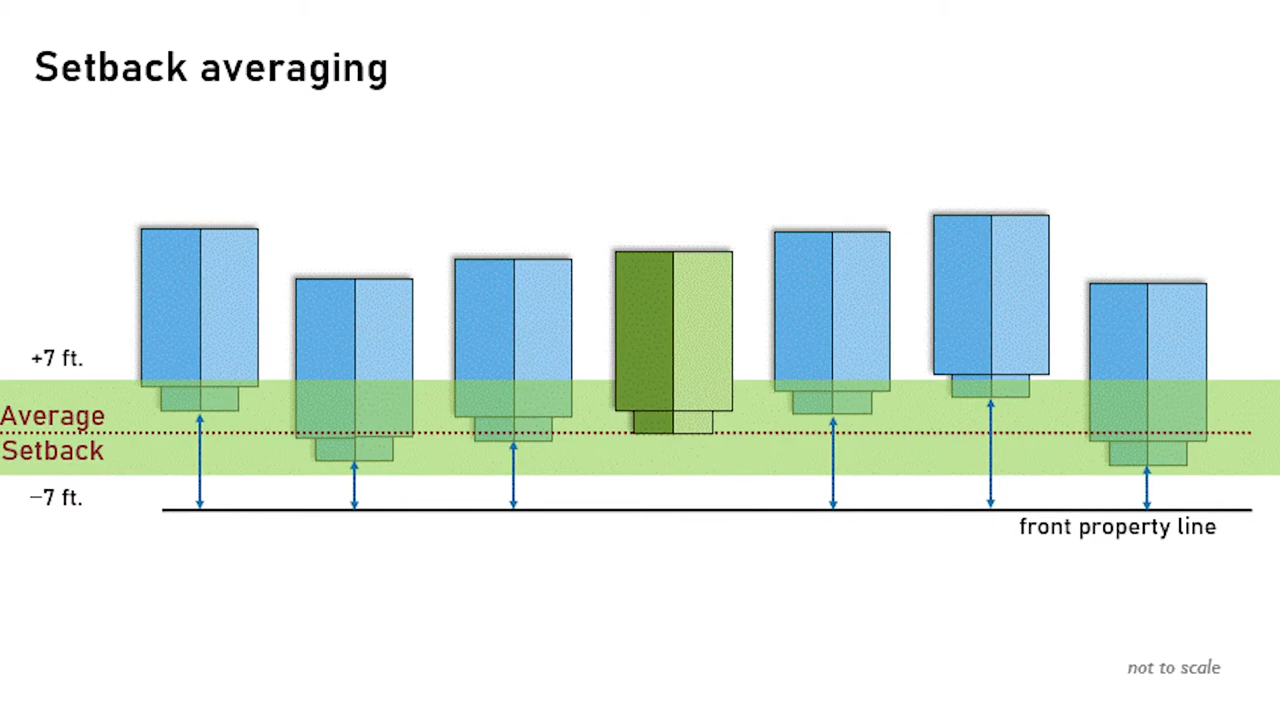 Setback averaging
+7 ft.
Average
Setback
–7 ft.
front property line
not to scale